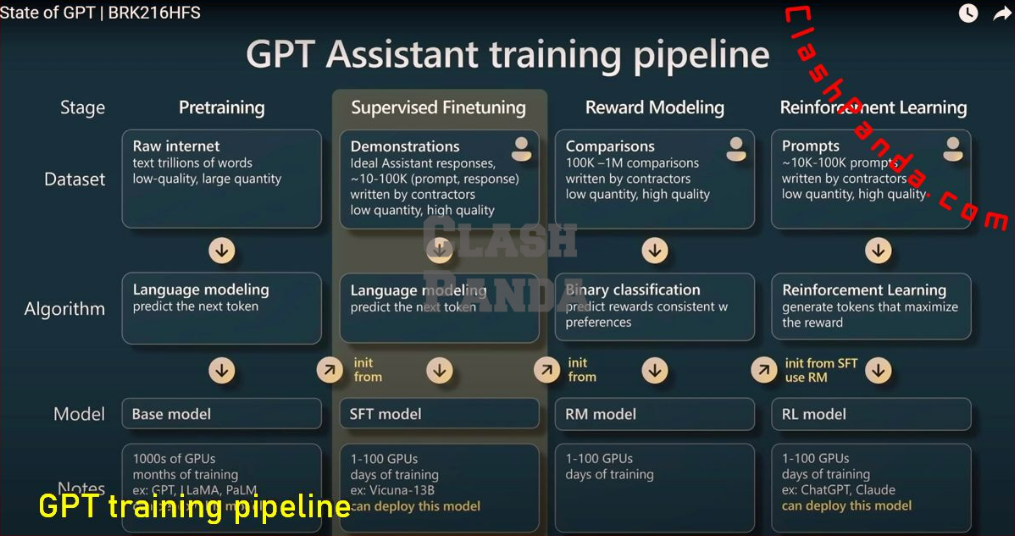 State of GPT | BRK216HFS
GPT Assistant training pipeline
Stage
Pretraining
Supervised Finetuning
Reward Modeling
Reinforcement Learning
Dataset
Raw internet
text trillions of words
low-quality, large quantity
Demonstrations
Ideal Assistant responses,
~10-100K (prompt, response)
written by contractors
low quantity, high quality
Comparisons
100K –1M comparisons
written by contractors
low quantity, high quality
Prompts
~10K-100K prompts
written by contractors
low quantity, high quality
Algorithm
Language modeling
predict the next token
Language modeling
predict the next token
Binary classification
predict rewards consistent w
preferences
Reinforcement Learning
generate tokens that maximize
the reward
init
from
init
from
init from SFT
use RM
Model
Base model
SFT model
RM model
RL model
Notes
1000s of GPUs
months of training
ex: GPT, LLaMA, PaLM
1-100 GPUs
days of training
ex: Vicuna-13B
can deploy this model
1-100 GPUs
days of training
1-100 GPUs
days of training
ex: ChatGPT, Claude
can deploy this model
GPT training pipeline
Clash
Panda
ClashPanda.com